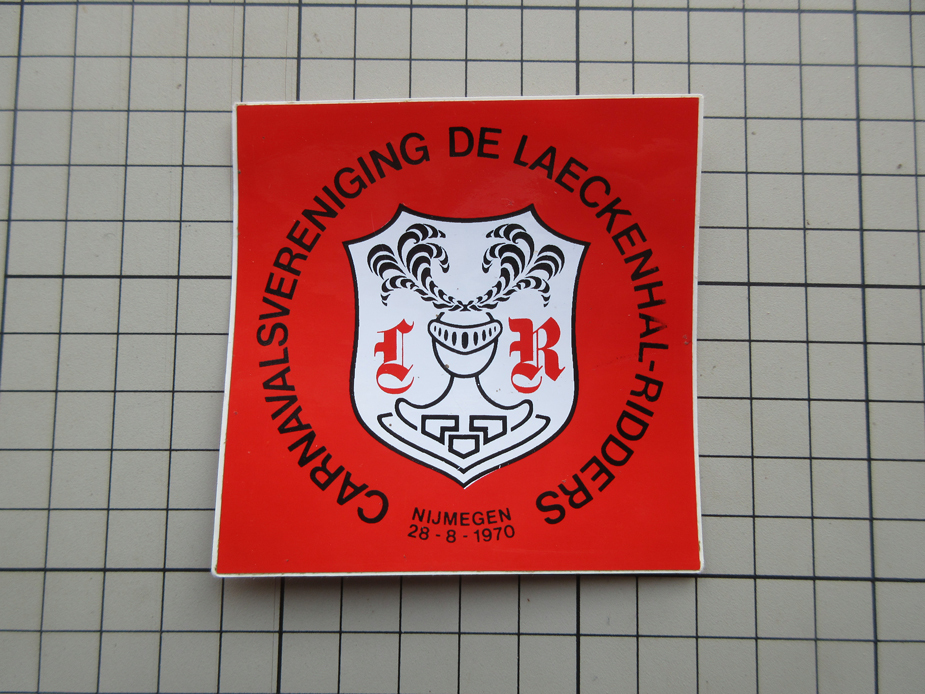 CARNAVALSVERENIGING DE LAECKENHAL-RIDDERS
L R
NIJMEGEN
28-8-1970